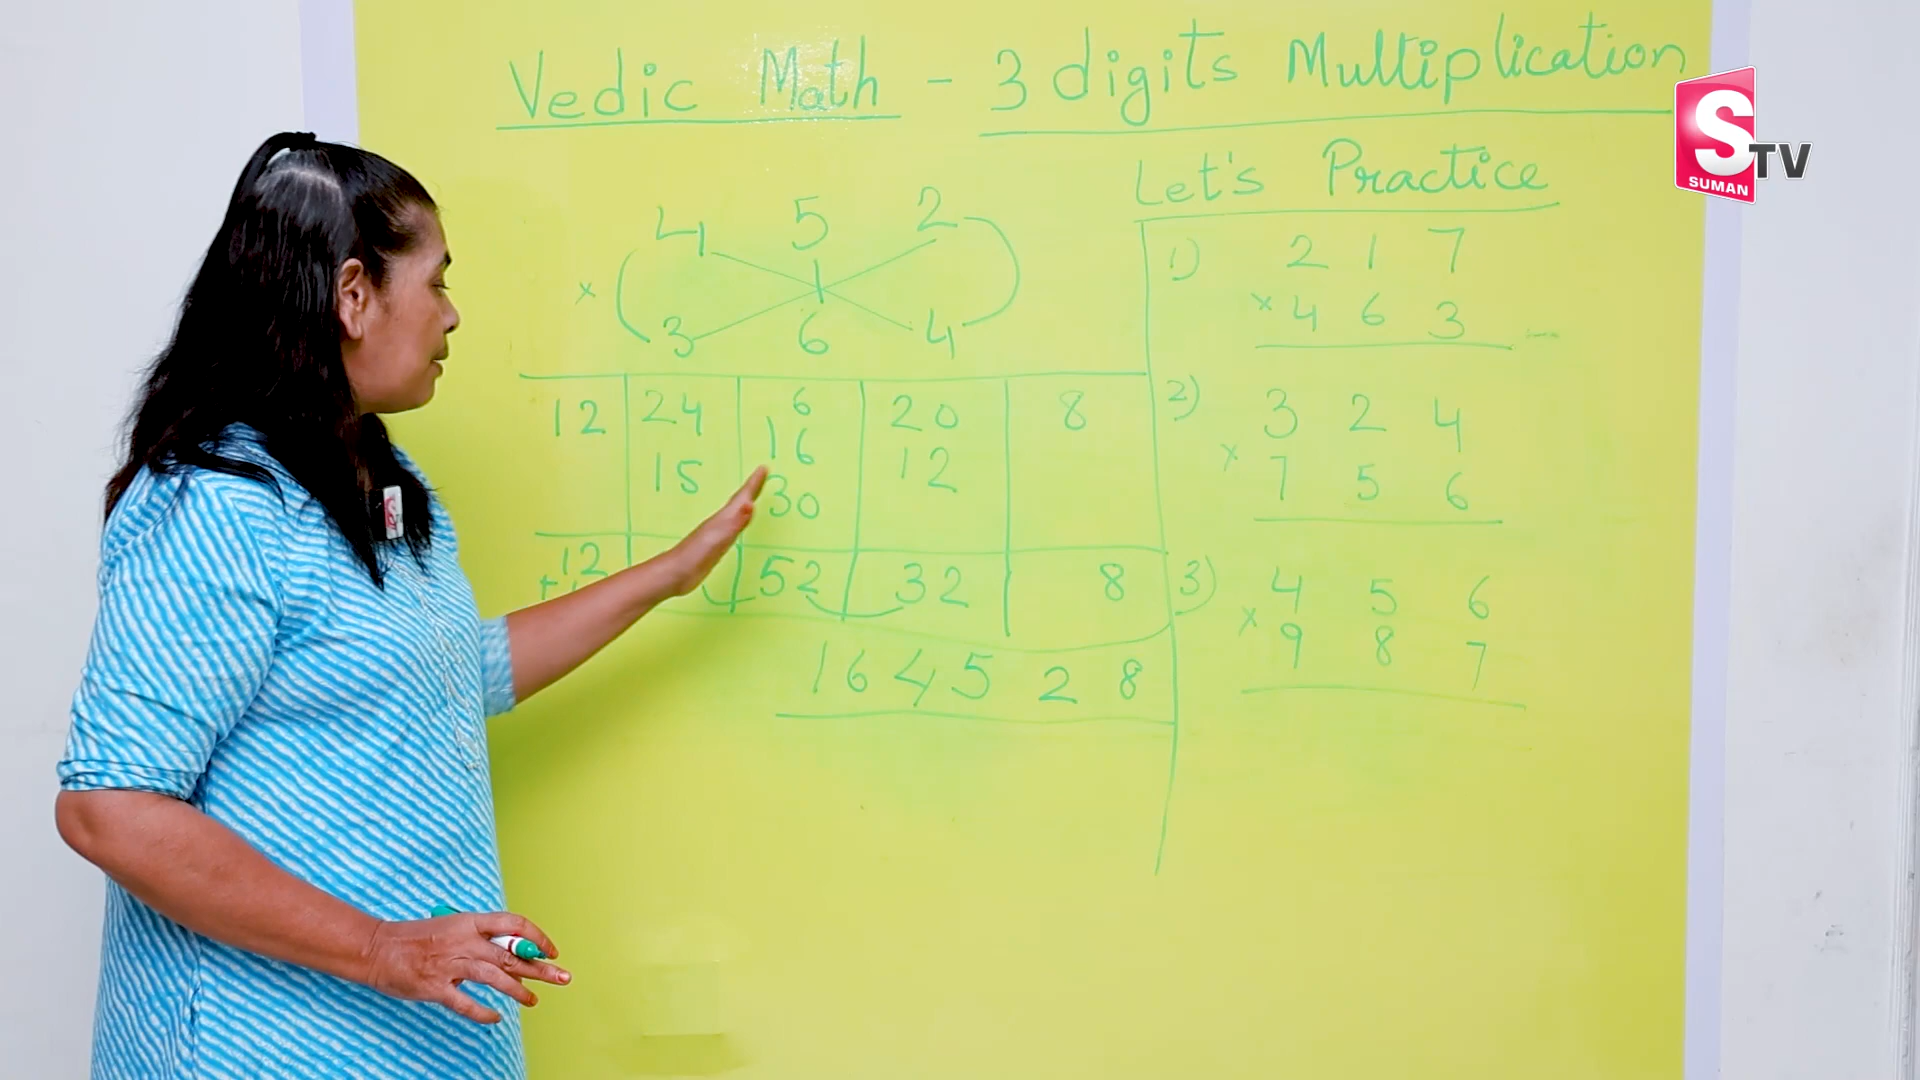 Vedic Math - 3 digits Multiplication
S TV
SUMAN
Let's Practice
4 5 2
× 3 6 4
12 24 6 20 8
15 16 12
30
12 52 32 8
+
16 4 5 2 8
1) 2 1 7
× 4 6 3
2) 3 2 4
× 7 5 6
3) 4 5 6
× 9 8 7